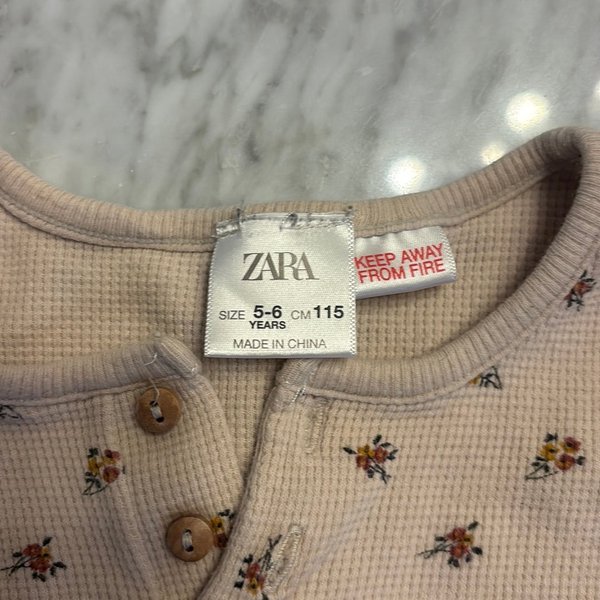 ZARA
SIZE 5-6 CM 115
YEARS
MADE IN CHINA
KEEP AWAY
FROM FIRE